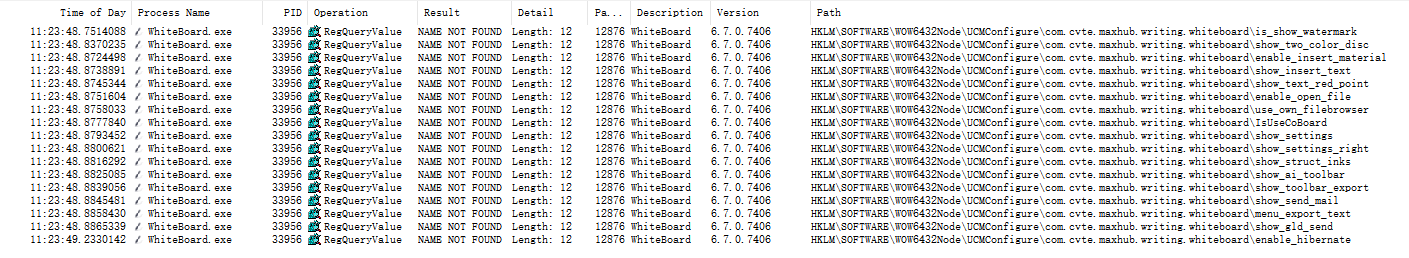 Time of Day Process Name PID Operation Result Detail Pa... Description Version Path
11:23:48.7514088 WhiteBoard.exe 33956 RegQueryValue NAME NOT FOUND Length: 12 12876 WhiteBoard 6.7.0.7406 HKLM\SOFTWARE\WOW6432Node\UCMConfigure\com.cvte.maxhub.writing.whiteboard\is_show_watermark
11:23:48.8370235 WhiteBoard.exe 33956 RegQueryValue NAME NOT FOUND Length: 12 12876 WhiteBoard 6.7.0.7406 HKLM\SOFTWARE\WOW6432Node\UCMConfigure\com.cvte.maxhub.writing.whiteboard\show_two_color_disc
11:23:48.8724498 WhiteBoard.exe 33956 RegQueryValue NAME NOT FOUND Length: 12 12876 WhiteBoard 6.7.0.7406 HKLM\SOFTWARE\WOW6432Node\UCMConfigure\com.cvte.maxhub.writing.whiteboard\enable_insert_material
11:23:48.8738891 WhiteBoard.exe 33956 RegQueryValue NAME NOT FOUND Length: 12 12876 WhiteBoard 6.7.0.7406 HKLM\SOFTWARE\WOW6432Node\UCMConfigure\com.cvte.maxhub.writing.whiteboard\show_insert_text
11:23:48.8745344 WhiteBoard.exe 33956 RegQueryValue NAME NOT FOUND Length: 12 12876 WhiteBoard 6.7.0.7406 HKLM\SOFTWARE\WOW6432Node\UCMConfigure\com.cvte.maxhub.writing.whiteboard\show_text_red_point
11:23:48.8751604 WhiteBoard.exe 33956 RegQueryValue NAME NOT FOUND Length: 12 12876 WhiteBoard 6.7.0.7406 HKLM\SOFTWARE\WOW6432Node\UCMConfigure\com.cvte.maxhub.writing.whiteboard\enable_open_file
11:23:48.8758033 WhiteBoard.exe 33956 RegQueryValue NAME NOT FOUND Length: 12 12876 WhiteBoard 6.7.0.7406 HKLM\SOFTWARE\WOW6432Node\UCMConfigure\com.cvte.maxhub.writing.whiteboard\use_own_filebrowser
11:23:48.8777840 WhiteBoard.exe 33956 RegQueryValue NAME NOT FOUND Length: 12 12876 WhiteBoard 6.7.0.7406 HKLM\SOFTWARE\WOW6432Node\UCMConfigure\com.cvte.maxhub.writing.whiteboard\IsUseCoBoard
11:23:48.8793452 WhiteBoard.exe 33956 RegQueryValue NAME NOT FOUND Length: 12 12876 WhiteBoard 6.7.0.7406 HKLM\SOFTWARE\WOW6432Node\UCMConfigure\com.cvte.maxhub.writing.whiteboard\show_settings
11:23:48.8800621 WhiteBoard.exe 33956 RegQueryValue NAME NOT FOUND Length: 12 12876 WhiteBoard 6.7.0.7406 HKLM\SOFTWARE\WOW6432Node\UCMConfigure\com.cvte.maxhub.writing.whiteboard\show_settings_right
11:23:48.8816292 WhiteBoard.exe 33956 RegQueryValue NAME NOT FOUND Length: 12 12876 WhiteBoard 6.7.0.7406 HKLM\SOFTWARE\WOW6432Node\UCMConfigure\com.cvte.maxhub.writing.whiteboard\show_struct_inks
11:23:48.8825085 WhiteBoard.exe 33956 RegQueryValue NAME NOT FOUND Length: 12 12876 WhiteBoard 6.7.0.7406 HKLM\SOFTWARE\WOW6432Node\UCMConfigure\com.cvte.maxhub.writing.whiteboard\show_ai_toolbar
11:23:48.8839056 WhiteBoard.exe 33956 RegQueryValue NAME NOT FOUND Length: 12 12876 WhiteBoard 6.7.0.7406 HKLM\SOFTWARE\WOW6432Node\UCMConfigure\com.cvte.maxhub.writing.whiteboard\show_toolbar_export
11:23:48.8845481 WhiteBoard.exe 33956 RegQueryValue NAME NOT FOUND Length: 12 12876 WhiteBoard 6.7.0.7406 HKLM\SOFTWARE\WOW6432Node\UCMConfigure\com.cvte.maxhub.writing.whiteboard\show_send_mail
11:23:48.8858430 WhiteBoard.exe 33956 RegQueryValue NAME NOT FOUND Length: 12 12876 WhiteBoard 6.7.0.7406 HKLM\SOFTWARE\WOW6432Node\UCMConfigure\com.cvte.maxhub.writing.whiteboard\menu_export_text
11:23:48.8865339 WhiteBoard.exe 33956 RegQueryValue NAME NOT FOUND Length: 12 12876 WhiteBoard 6.7.0.7406 HKLM\SOFTWARE\WOW6432Node\UCMConfigure\com.cvte.maxhub.writing.whiteboard\show_gld_send
11:23:49.2330142 WhiteBoard.exe 33956 RegQueryValue NAME NOT FOUND Length: 12 12876 WhiteBoard 6.7.0.7406 HKLM\SOFTWARE\WOW6432Node\UCMConfigure\com.cvte.maxhub.writing.whiteboard\enable_hibernate